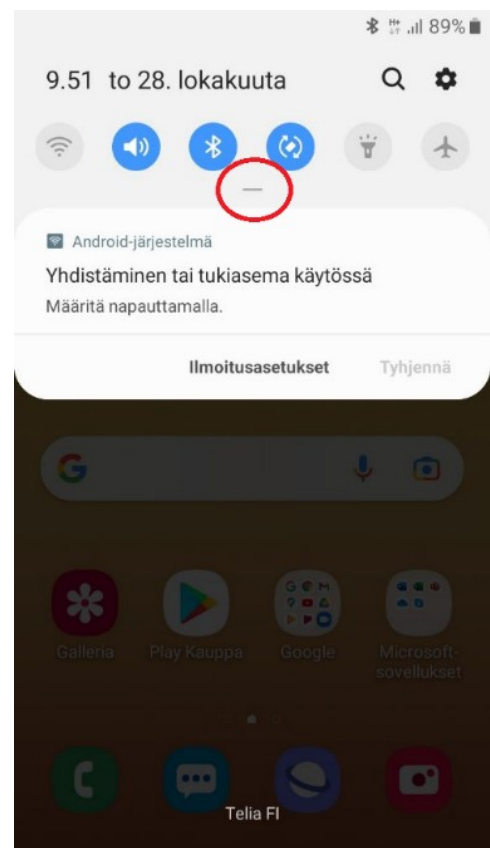 H+ 89%
9.51 to 28. lokakuuta
Android-järjestelmä
Yhdistäminen tai tukiasema käytössä
Määritä napauttamalla.
Ilmoitusasetukset Tyhjennä
Galleria Play Kauppa Google Microsoft-
sovellukset
Telia FI